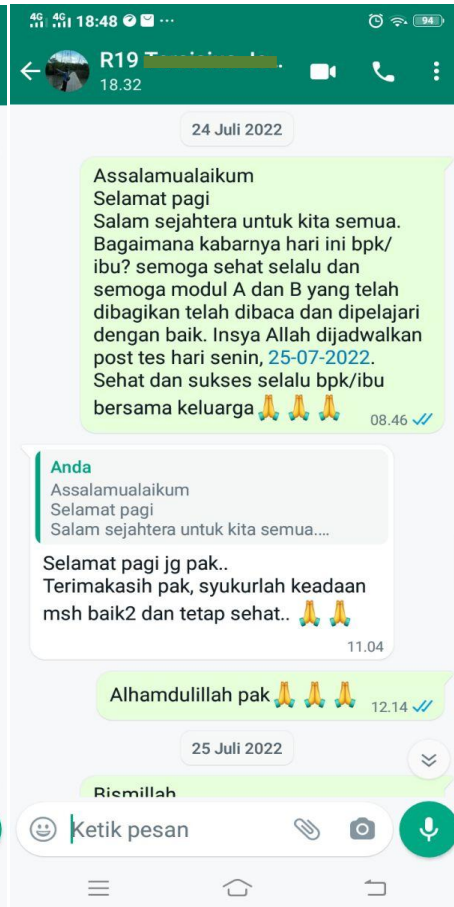 4G 4G 18:48
94
R19
18.32
24 Juli 2022
Assalamualaikum
Selamat pagi
Salam sejahtera untuk kita semua.
Bagaimana kabarnya hari ini bpk/
ibu? semoga sehat selalu dan
semoga modul A dan B yang telah
dibagikan telah dibaca dan dipelajari
dengan baik. Insya Allah dijadwalkan
post tes hari senin, 25-07-2022.
Sehat dan sukses selalu bpk/ibu
bersama keluarga🙏 🙏 🙏
08.46
Anda
Assalamualaikum
Selamat pagi
Salam sejahtera untuk kita semua....
Selamat pagi jg pak..
Terimakasih pak, syukurlah keadaan
msh baik2 dan tetap sehat.. 🙏 🙏
11.04
Alhamdulillah pak🙏 🙏 🙏
12.14
25 Juli 2022
Bismillah
Ketik pesan